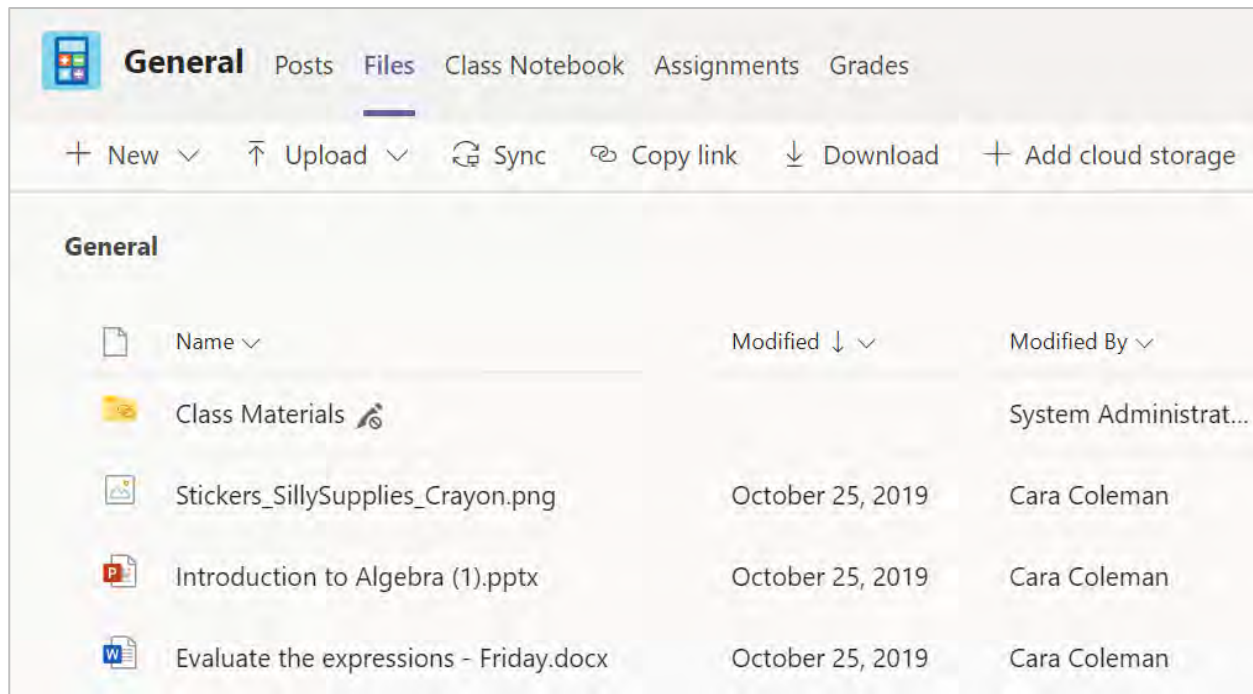 General Posts Files Class Notebook Assignments Grades
New Upload Sync Copy link Download Add cloud storage
General
Name Modified Modified By
Class Materials System Administrat...
Stickers_SillySupplies_Crayon.png October 25, 2019 Cara Coleman
Introduction to Algebra (1).pptx October 25, 2019 Cara Coleman
Evaluate the expressions - Friday.docx October 25, 2019 Cara Coleman